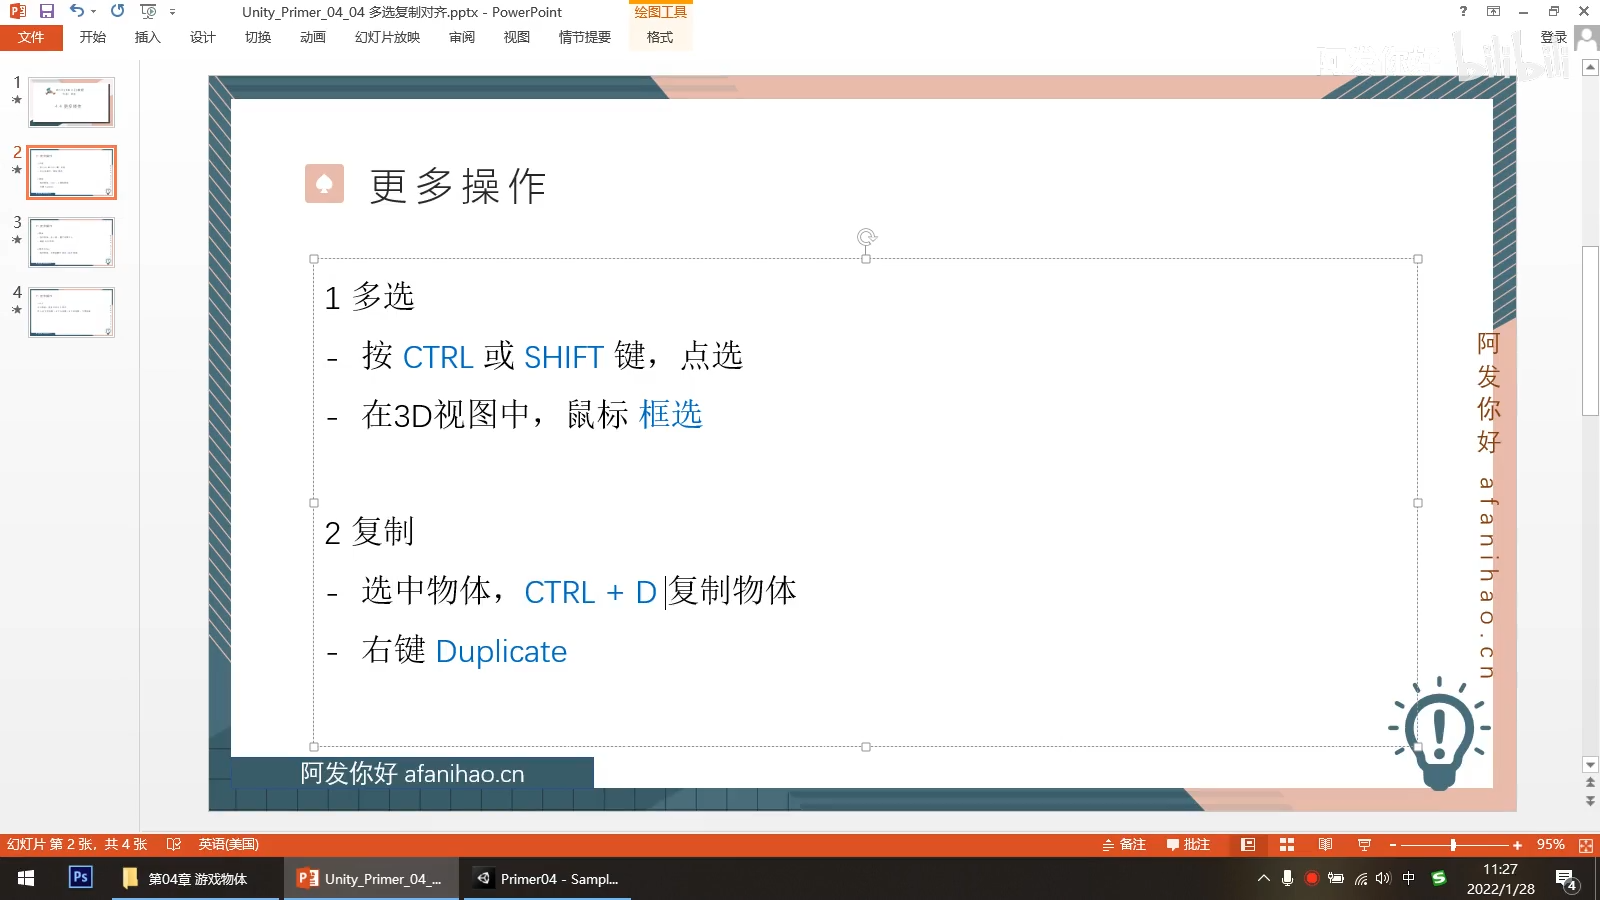 Unity_Primer_04_04 多选复制对齐.pptx - PowerPoint
绘图工具
文件 开始 插入 设计 切换 动画 幻灯片放映 审阅 视图 情节提要 格式
登录
阿发你好
bilibili
1
2
3
4
更多操作
1 多选
- 按 CTRL 或 SHIFT 键，点选
- 在3D视图中，鼠标 框选
2 复制
- 选中物体，CTRL + D 复制物体
- 右键 Duplicate
阿发你好 afanihao.cn
阿发你好 afanihao.cn
幻灯片 第 2 张，共 4 张 英语(美国)
备注 批注 95%
Ps 第04章 游戏物体 Unity_Primer_04_... Primer04 - Sampl...
中
11:27
2022/1/28
4